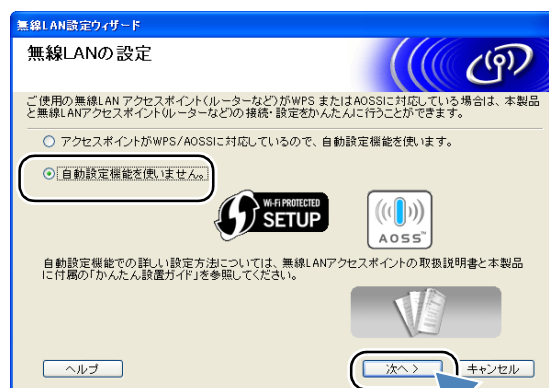 無線LAN設定ウィザード
無線LANの設定
ご使用の無線LAN アクセスポイント(ルーターなど)がWPS またはAOSSに対応している場合は、本製品
と無線LANアクセスポイント(ルーターなど)の接続・設定をかんたんに行うことができます。
アクセスポイントがWPS/AOSSに対応しているので、自動設定機能を使います。
自動設定機能を使いません。
WI-FI PROTECTED
SETUP
AOSS™
自動設定機能での詳しい設定方法については、無線LANアクセスポイントの取扱説明書と本製品
に付属の「かんたん設置ガイド」を参照してください。
ヘルプ
次へ >
キャンセル